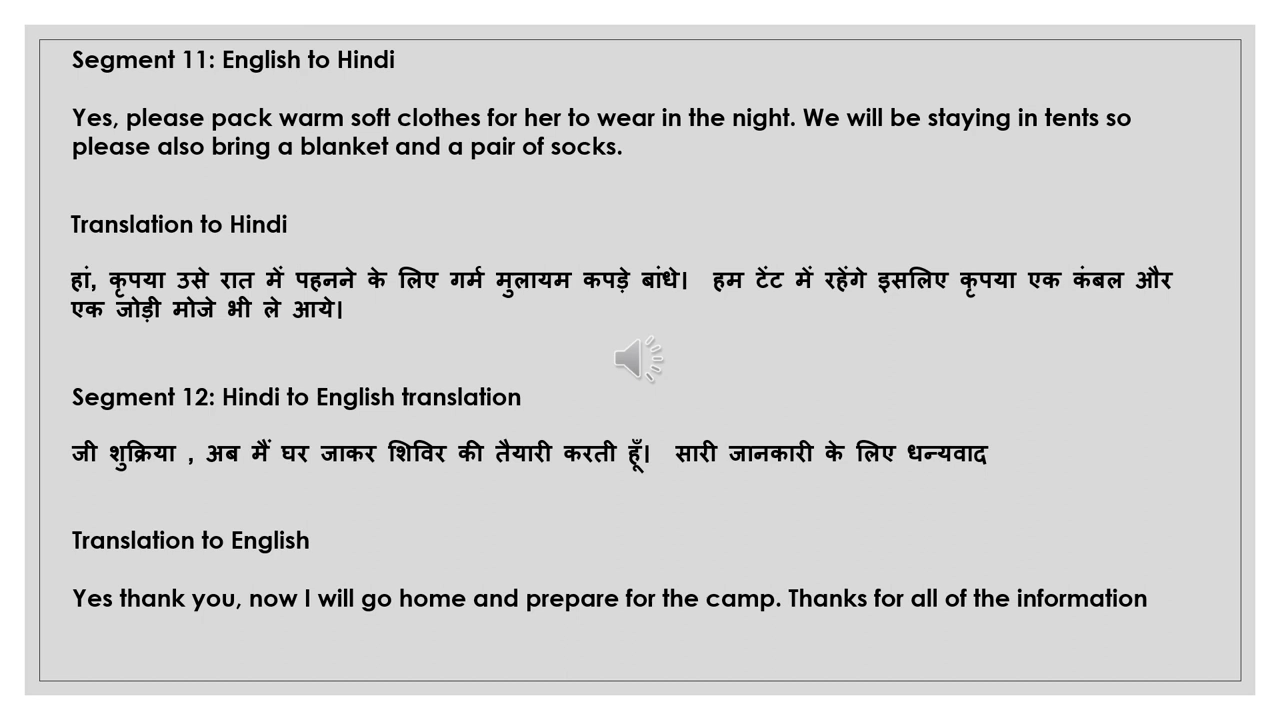 Segment 11: English to Hindi
Yes, please pack warm soft clothes for her to wear in the night. We will be staying in tents so
please also bring a blanket and a pair of socks.
Translation to Hindi
हां, कृपया उसे रात में पहनने के लिए गर्म मुलायम कपड़े बांधे। हम टेंट में रहेंगे इसलिए कृपया एक कंबल और
एक जोड़ी मोजे भी ले आये।
Segment 12: Hindi to English translation
जी शुक्रिया , अब मैं घर जाकर शिविर की तैयारी करती हूँ। सारी जानकारी के लिए धन्यवाद
Translation to English
Yes thank you, now I will go home and prepare for the camp. Thanks for all of the information